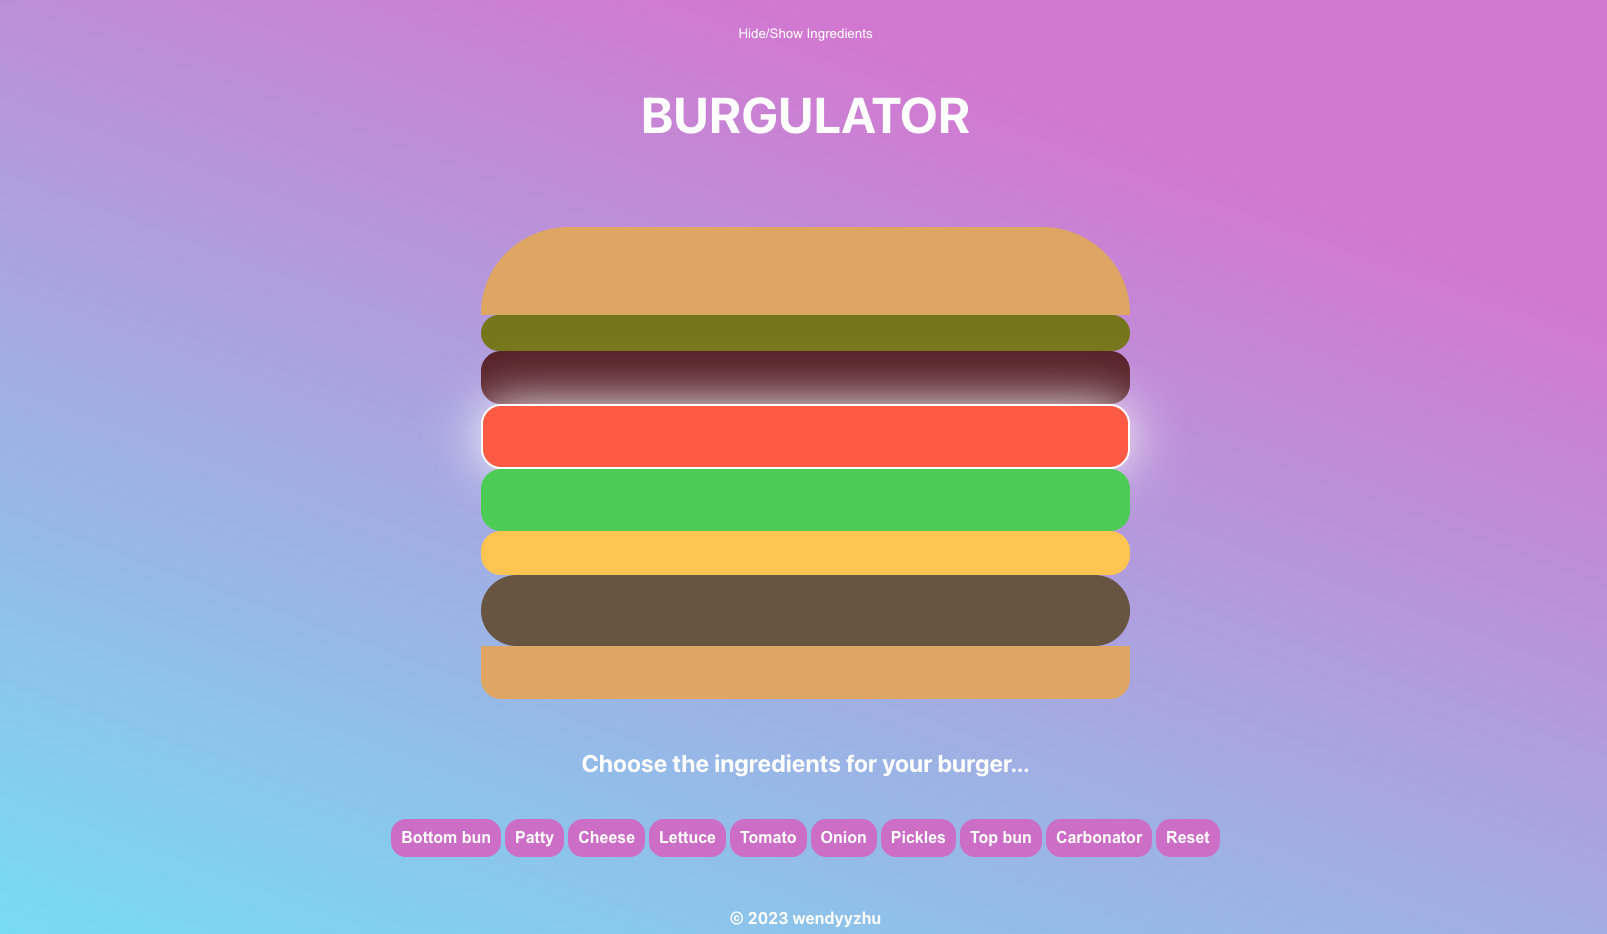 Hide/Show Ingredients
BURGULATOR
Choose the ingredients for your burger...
Bottom bun Patty Cheese Lettuce Tomato Onion Pickles Top bun Carbonator Reset
© 2023 wendyyzhu